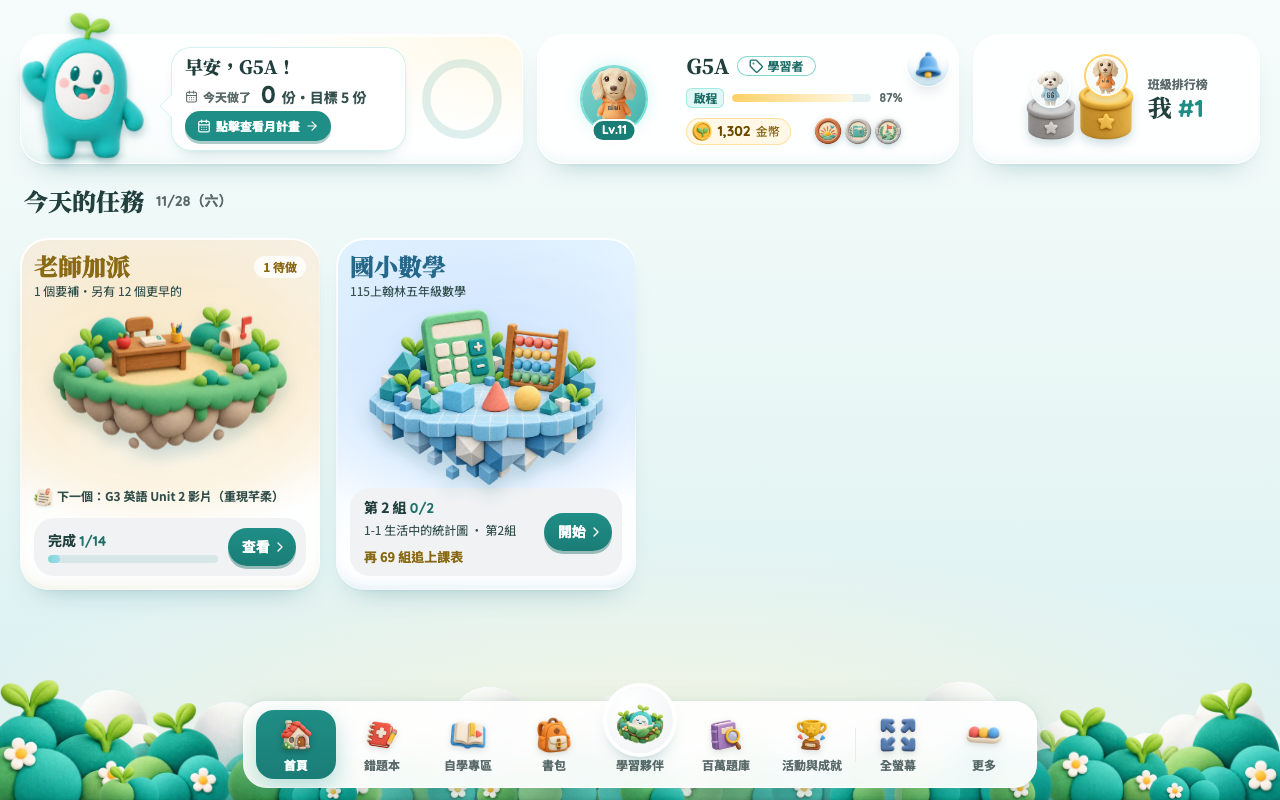 早安，G5A！
今天做了 0 份・目標 5 份
點擊查看月計畫
G5A
學習者
啟程
87%
Lv.11
1,302 金幣
班級排行榜
我 #1
今天的任務 11/28（六）
老師加派
1 待做
1 個要補・另有 12 個更早的
下一個：G3 英語 Unit 2 影片（重現芊柔）
完成 1/14
查看
國小數學
115上翰林五年級數學
第 2 組 0/2
1-1 生活中的統計圖 ・ 第2組
再 69 組追上課表
開始
首頁
錯題本
自學專區
書包
學習夥伴
百萬題庫
活動與成就
全螢幕
更多